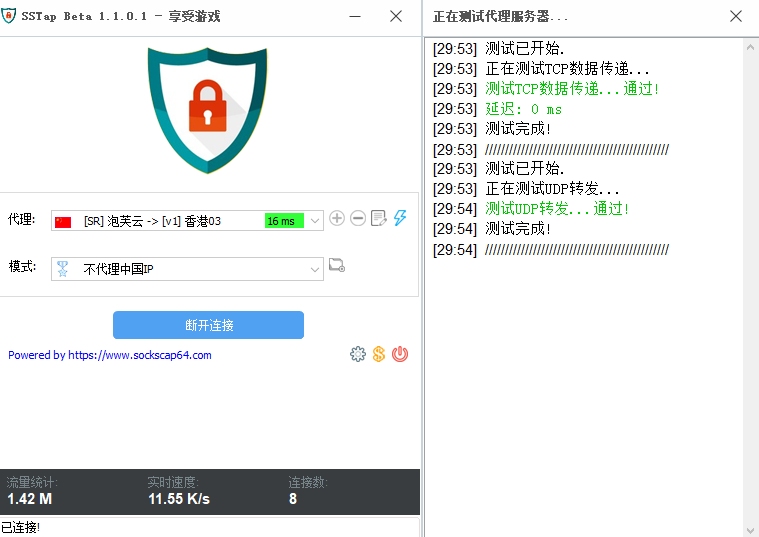 SSTap Beta 1.1.0.1 - 享受游戏
代理:
[SR] 泡芙云 -> [v1] 香港03
16 ms
模式:
不代理中国IP
断开连接
Powered by https://www.sockscap64.com
流量统计:
实时速度:
连接数:
1.42 M
11.55 K/s
8
已连接!
正在测试代理服务器...
[29:53] 测试已开始.
[29:53] 正在测试TCP数据传递...
[29:53] 测试TCP数据传递...通过!
[29:53] 延迟: 0 ms
[29:53] 测试完成!
[29:53] //////////////////////////////////////////////
[29:53] 测试已开始.
[29:53] 正在测试UDP转发...
[29:54] 测试UDP转发...通过!
[29:54] 测试完成!
[29:54] //////////////////////////////////////////////